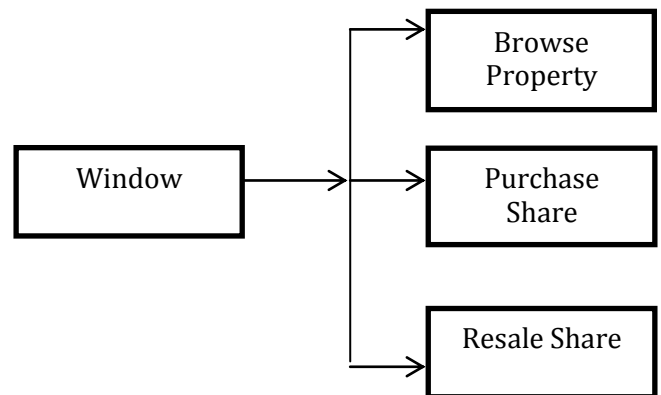 Browse
Property
Window
Purchase
Share
Resale Share